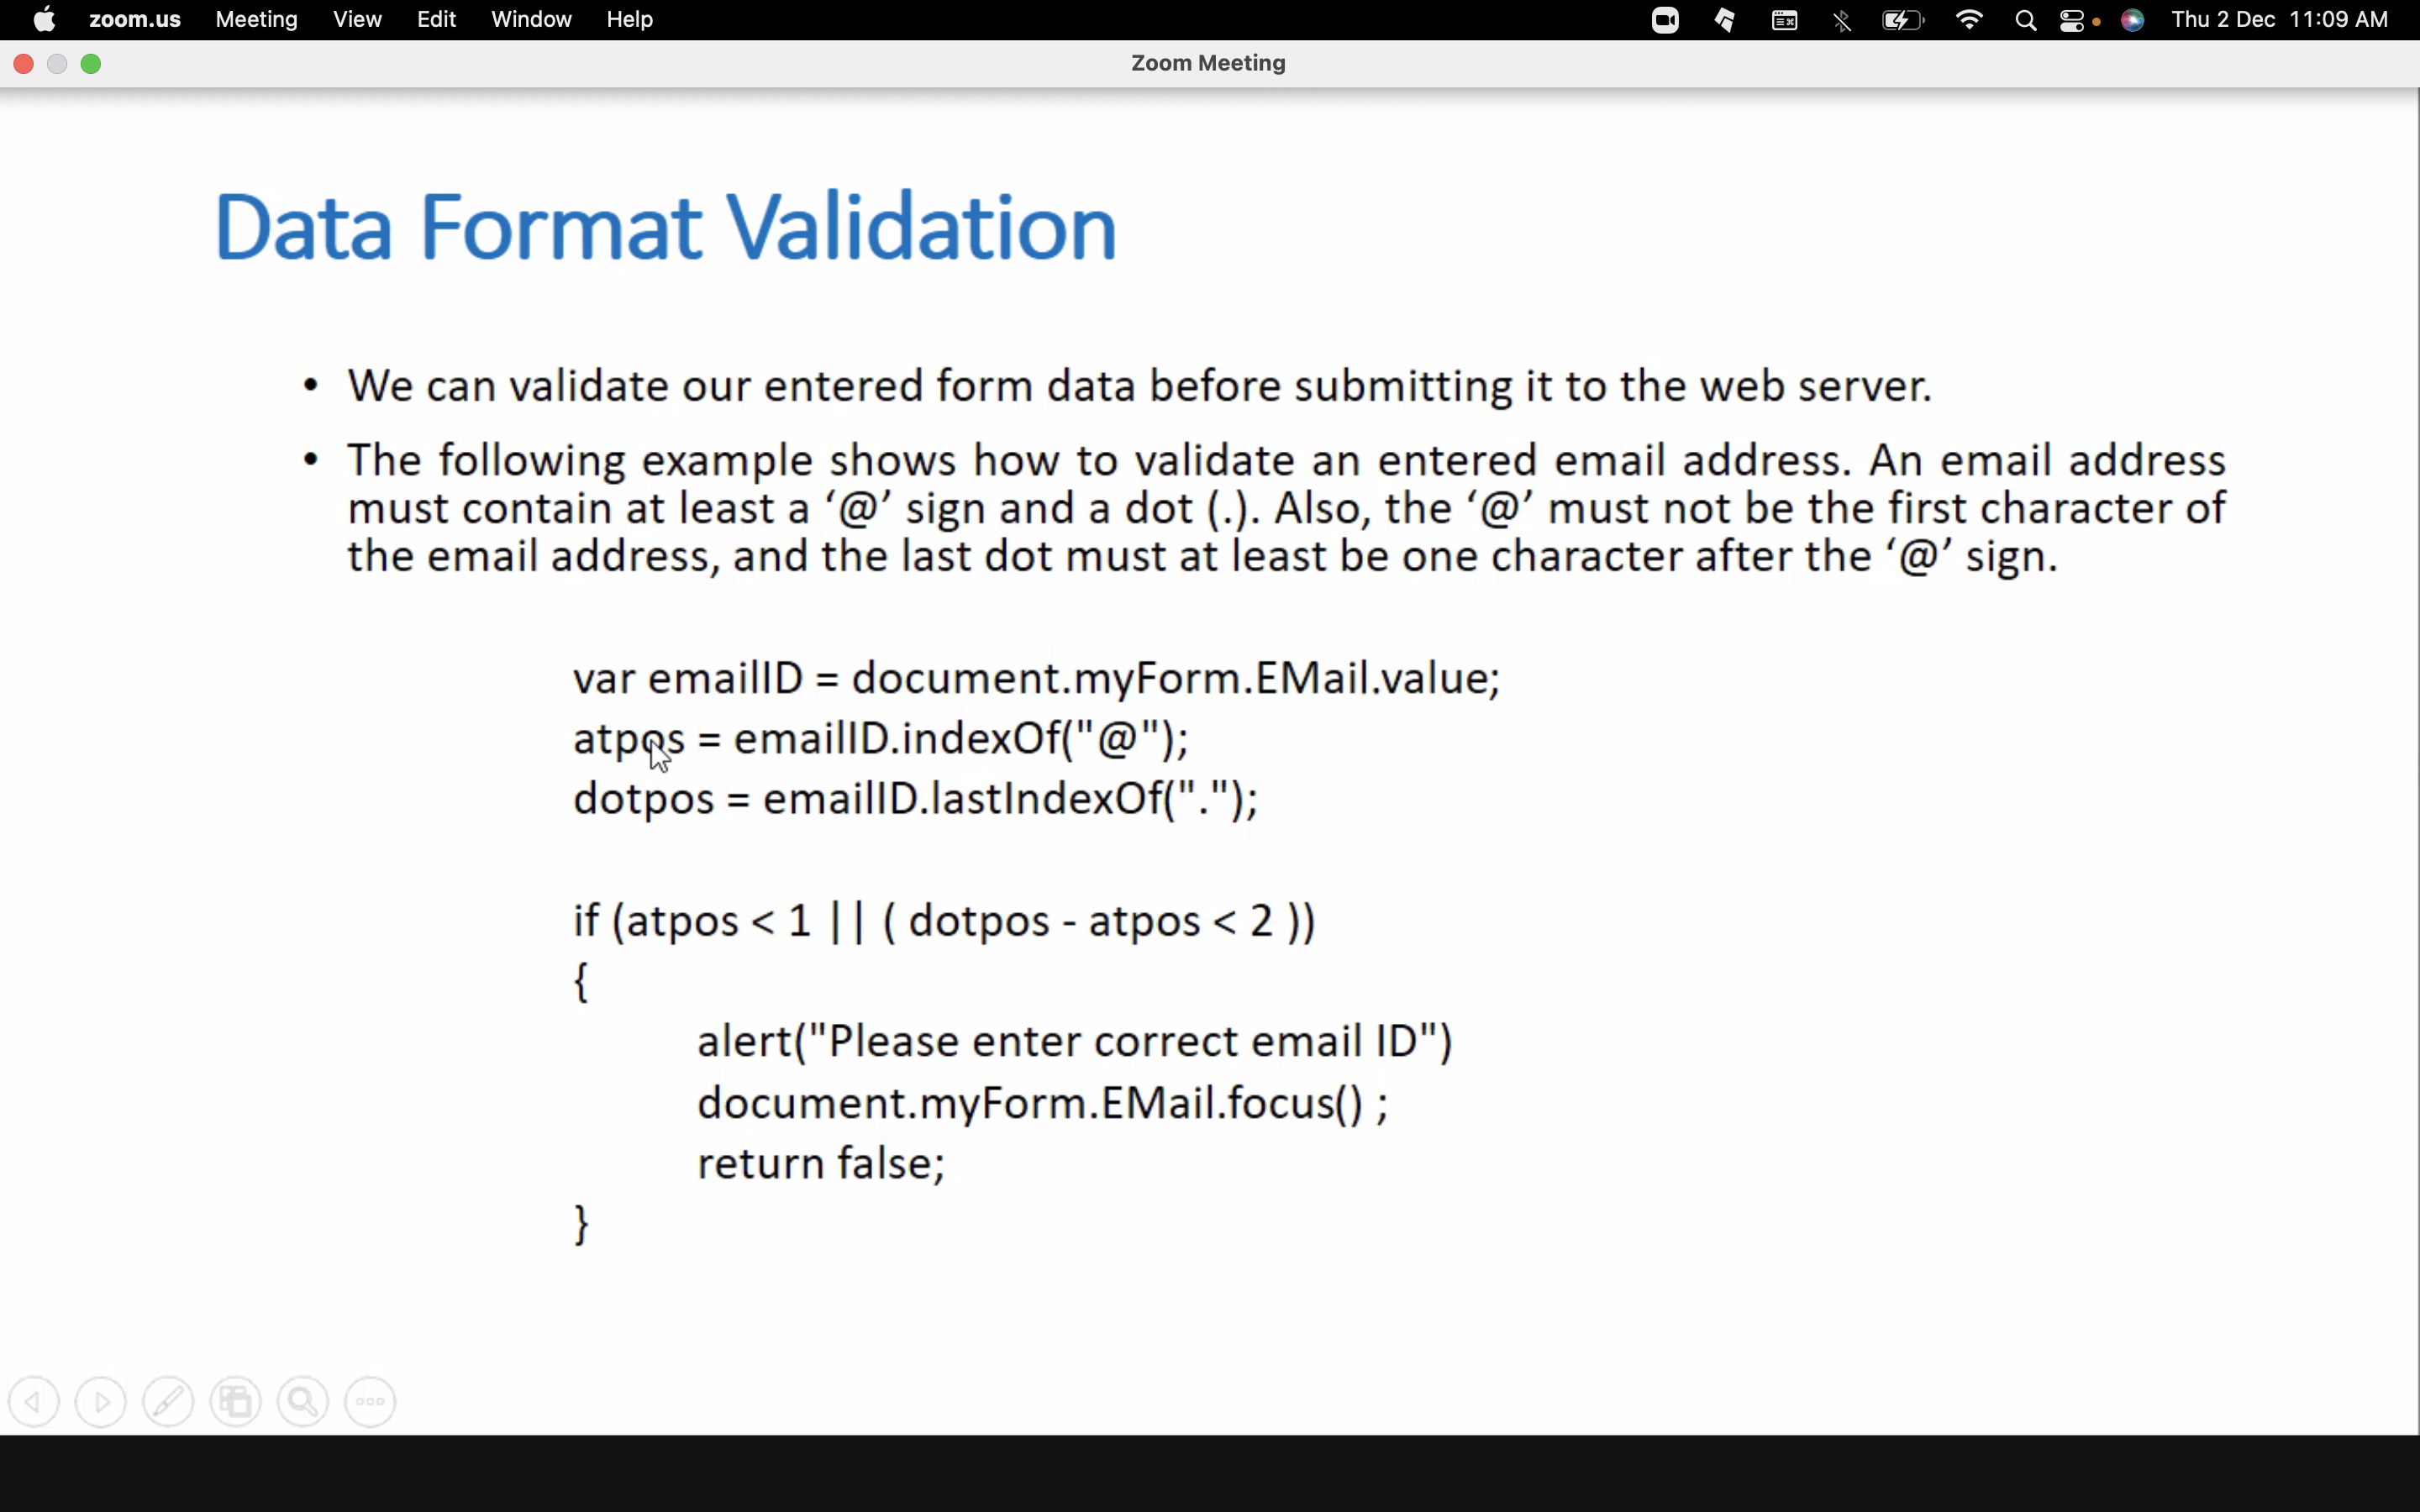 zoom.us Meeting View Edit Window Help Thu 2 Dec 11:09 AM
Zoom Meeting
Data Format Validation
• We can validate our entered form data before submitting it to the web server.
• The following example shows how to validate an entered email address. An email address
must contain at least a ‘@’ sign and a dot (.). Also, the ‘@’ must not be the first character of
the email address, and the last dot must at least be one character after the ‘@’ sign.
var emailID = document.myForm.EMail.value;
atpos = emailID.indexOf("@");
dotpos = emailID.lastIndexOf(".");
if (atpos < 1 || ( dotpos - atpos < 2 ))
{
alert("Please enter correct email ID")
document.myForm.EMail.focus() ;
return false;
}